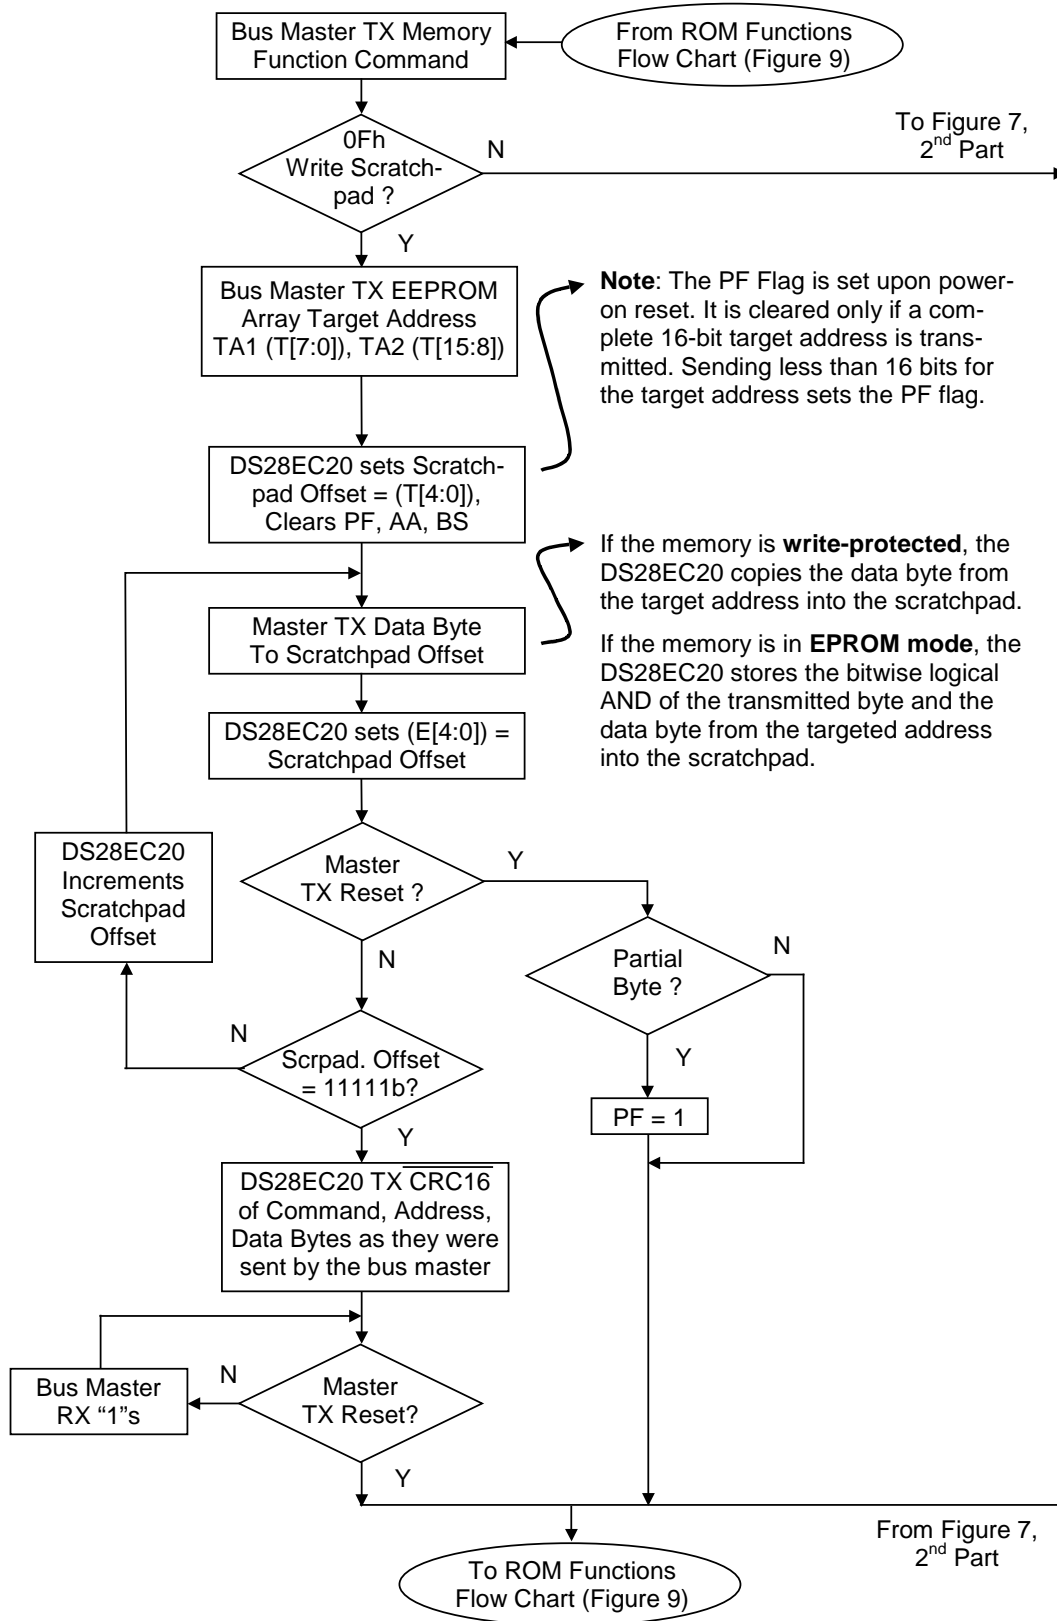 Bus Master TX Memory
Function Command
From ROM Functions
Flow Chart (Figure 9)
To Figure 7,
2nd Part
0Fh
Write Scratch-
pad ?
N
Y
Bus Master TX EEPROM
Array Target Address
TA1 (T[7:0]), TA2 (T[15:8])
Note: The PF Flag is set upon power-
on reset. It is cleared only if a com-
plete 16-bit target address is trans-
mitted. Sending less than 16 bits for
the target address sets the PF flag.
DS28EC20 sets Scratch-
pad Offset = (T[4:0]),
Clears PF, AA, BS
If the memory is write-protected, the
DS28EC20 copies the data byte from
the target address into the scratchpad.
If the memory is in EPROM mode, the
DS28EC20 stores the bitwise logical
AND of the transmitted byte and the
data byte from the targeted address
into the scratchpad.
Master TX Data Byte
To Scratchpad Offset
DS28EC20 sets (E[4:0]) =
Scratchpad Offset
DS28EC20
Increments
Scratchpad
Offset
Master
TX Reset ?
Y
N
Partial
Byte ?
N
Y
PF = 1
Scrpad. Offset
= 11111b?
N
Y
DS28EC20 TX CRC16
of Command, Address,
Data Bytes as they were
sent by the bus master
Bus Master
RX “1”s
N
Master
TX Reset?
Y
From Figure 7,
2nd Part
To ROM Functions
Flow Chart (Figure 9)